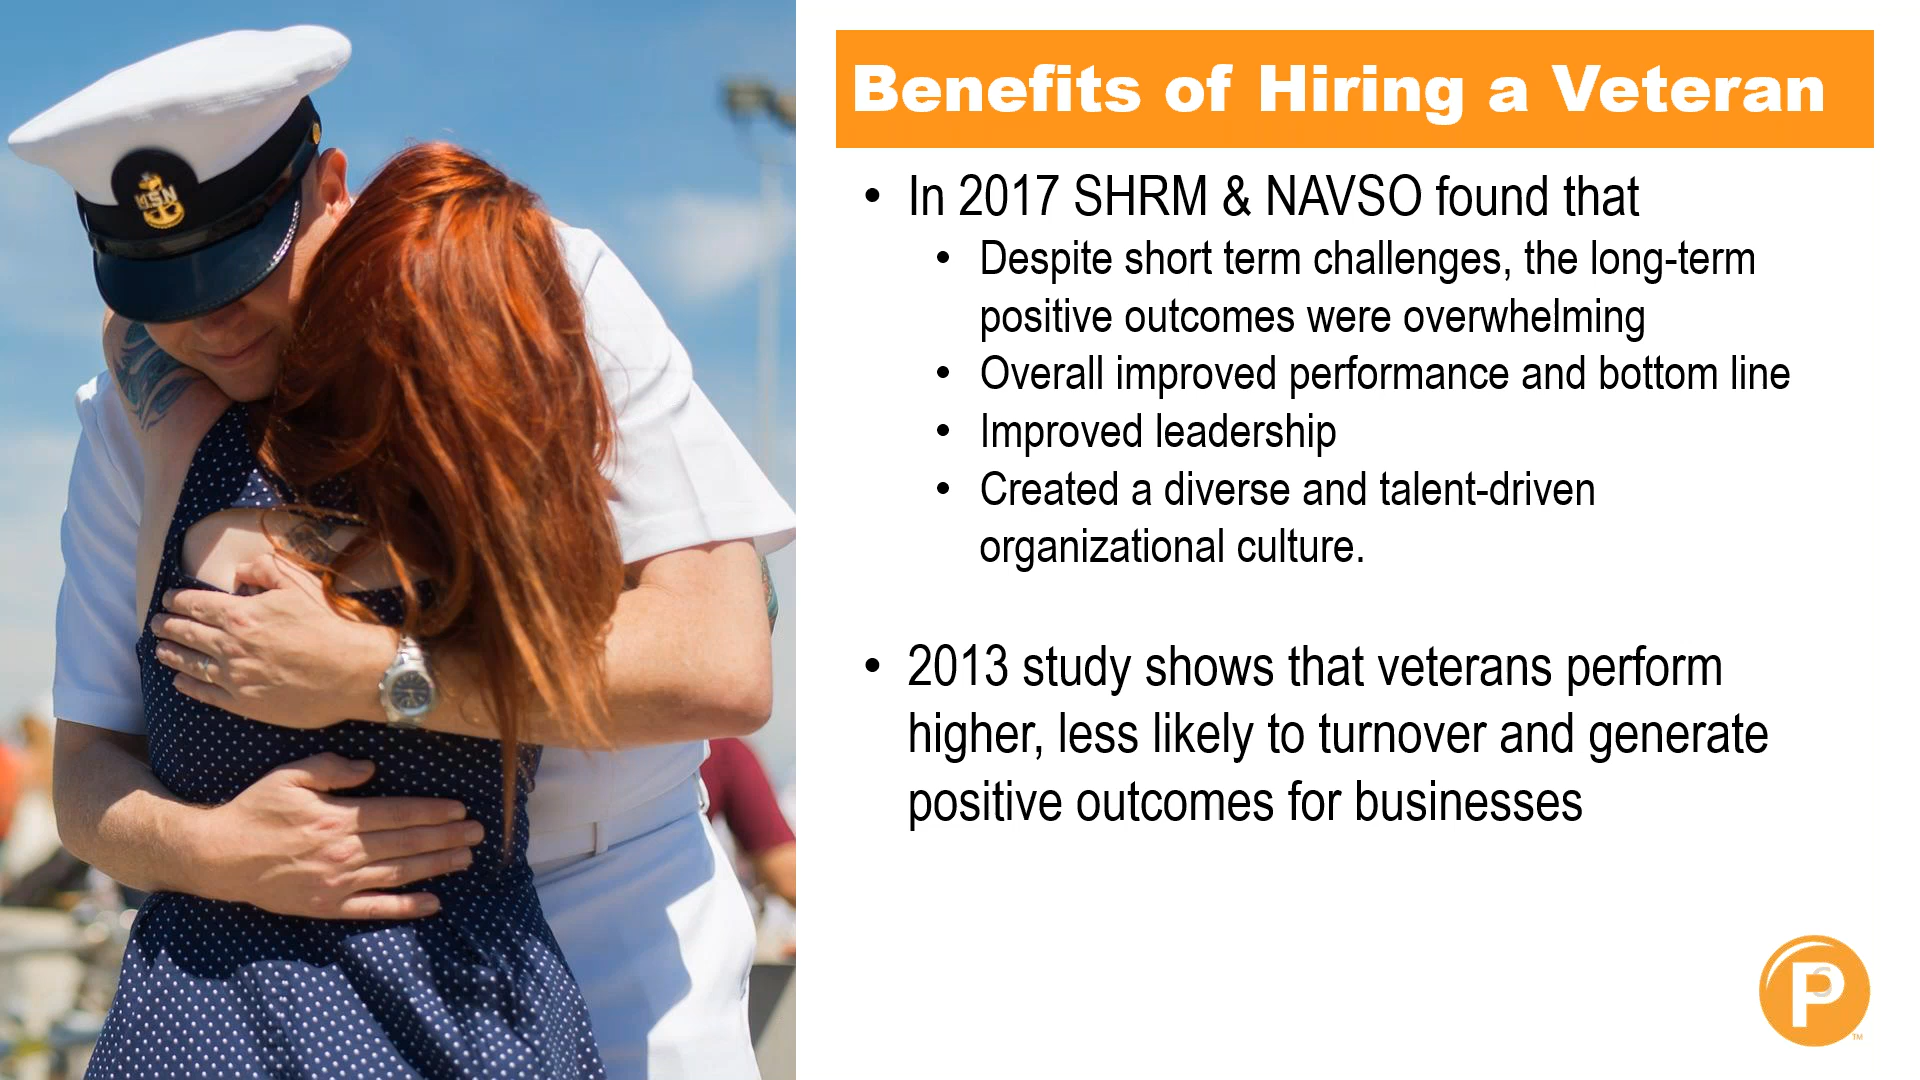 Benefits of Hiring a Veteran
• In 2017 SHRM & NAVSO found that
• Despite short term challenges, the long-term
positive outcomes were overwhelming
• Overall improved performance and bottom line
• Improved leadership
• Created a diverse and talent-driven
organizational culture.
• 2013 study shows that veterans perform
higher, less likely to turnover and generate
positive outcomes for businesses
USN
P
TM